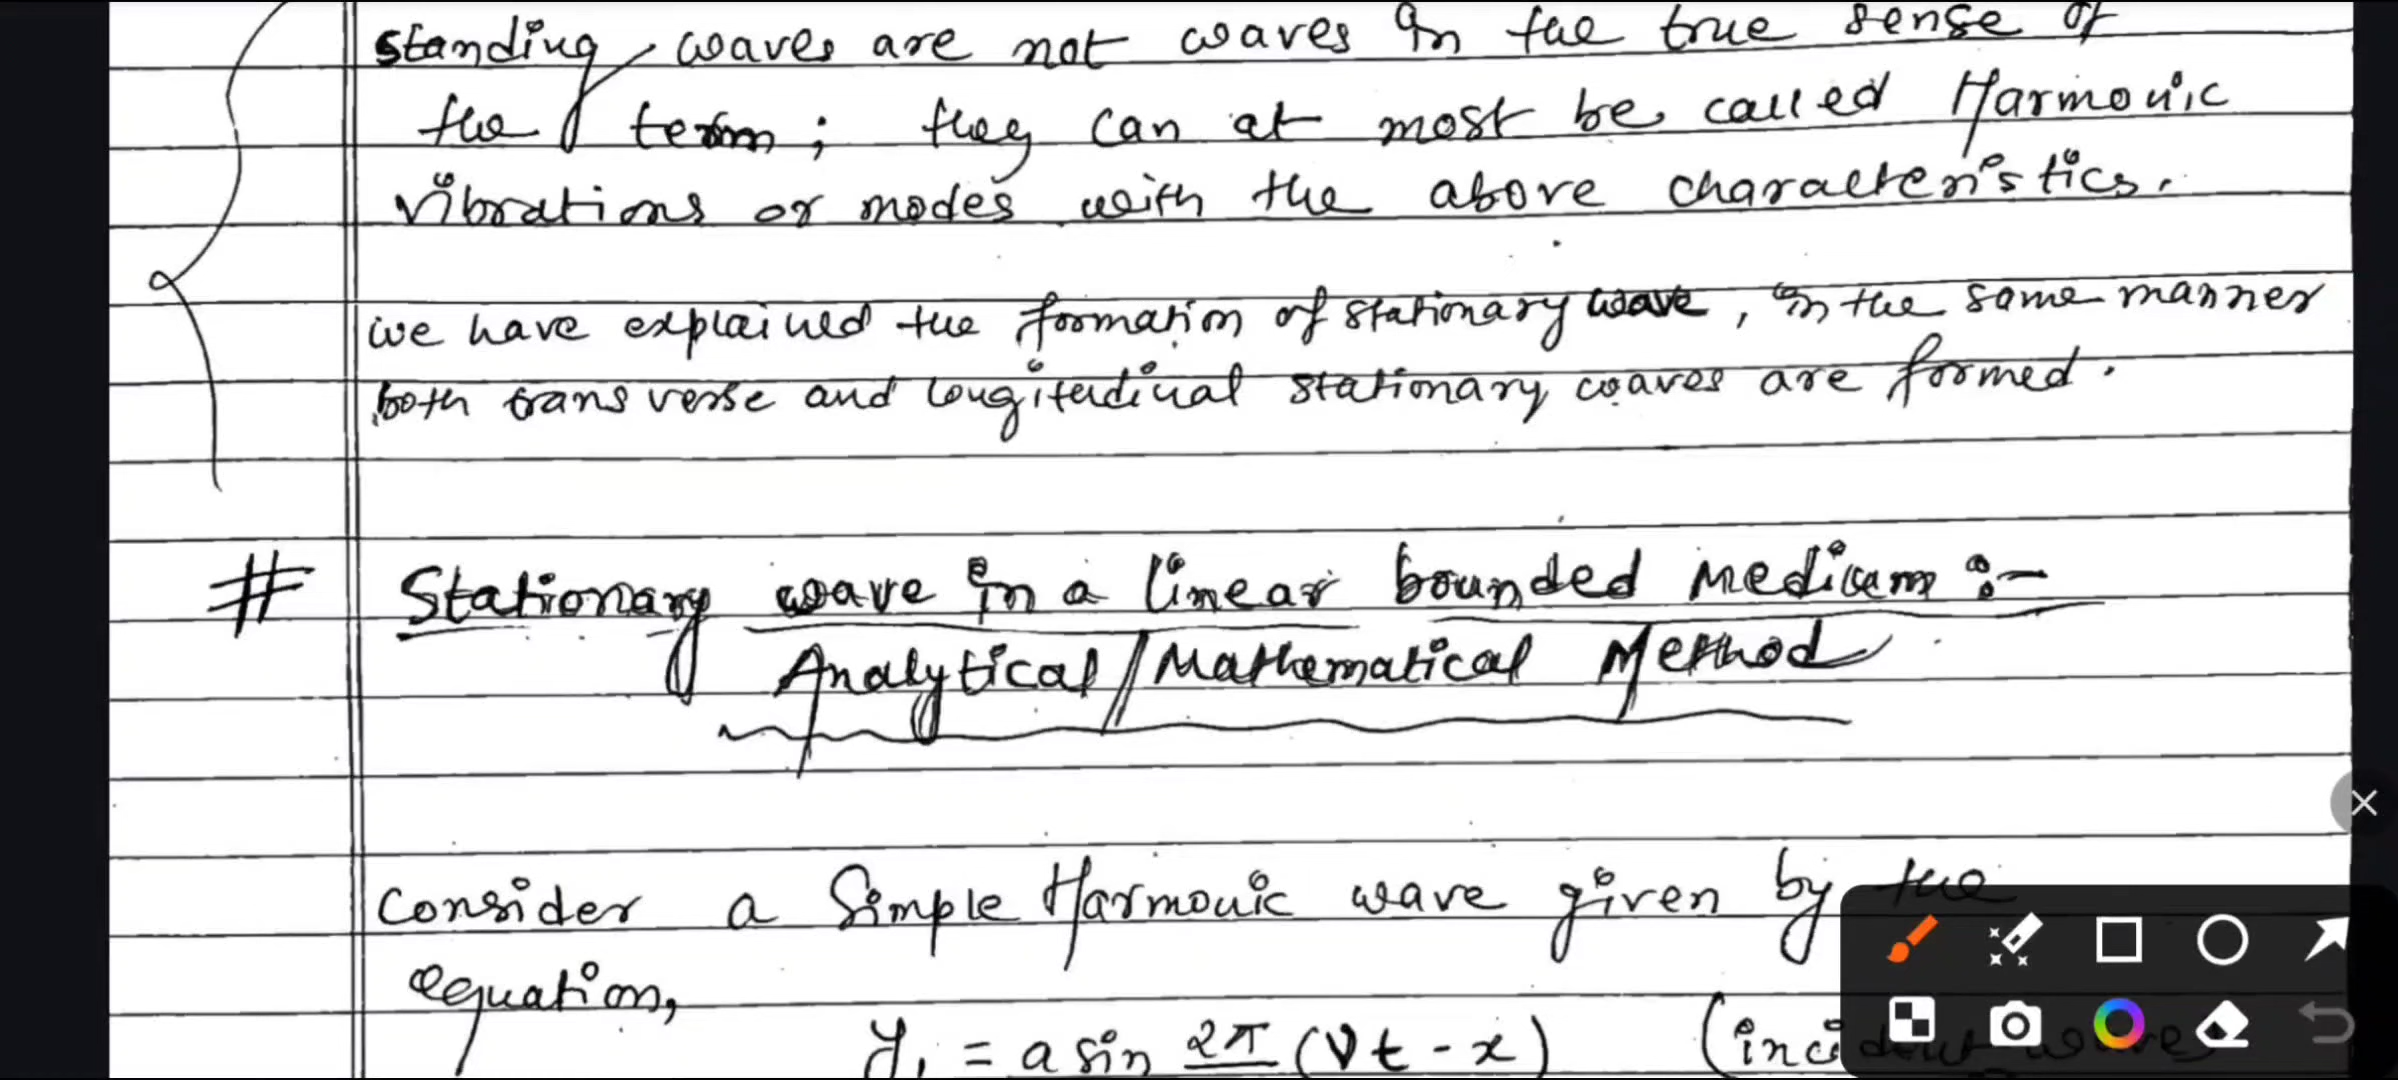 standing waves are not waves in the true sense of
the term; they can at most be called Harmonic
vibrations or modes with the above characteristics.
we have explained the formation of stationary wave, in the same manner
both transverse and longitudinal stationary waves are formed.
# Stationary wave in a linear bounded Medium :-
Analytical/Mathematical Method
Consider a Simple Harmonic wave given by the
equation,
y₁ = a sin 2π (vt - x) (incident wave